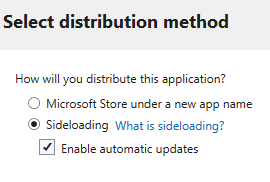 Select distribution method
How will you distribute this application?
Microsoft Store under a new app name
Sideloading What is sideloading?
Enable automatic updates